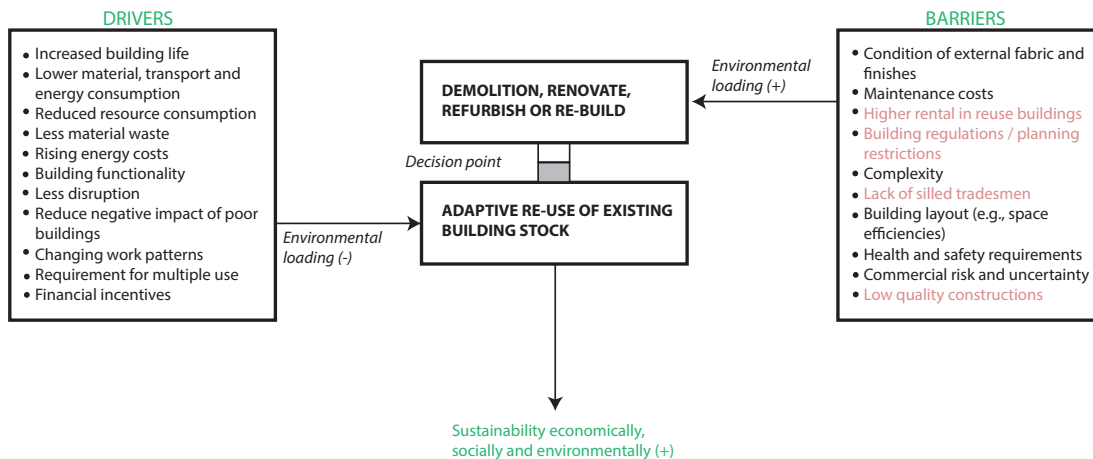 DRIVERS
• Increased building life
• Lower material, transport and
energy consumption
• Reduced resource consumption
• Less material waste
• Rising energy costs
• Building functionality
• Less disruption
• Reduce negative impact of poor
buildings
• Changing work patterns
• Requirement for multiple use
• Financial incentives
Environmental
loading (-)
DEMOLITION, RENOVATE,
REFURBISH OR RE-BUILD
Decision point
ADAPTIVE RE-USE OF EXISTING
BUILDING STOCK
Sustainability economically,
socially and environmentally (+)
Environmental
loading (+)
BARRIERS
• Condition of external fabric and
finishes
• Maintenance costs
• Higher rental in reuse buildings
• Building regulations / planning
restrictions
• Complexity
• Lack of silled tradesmen
• Building layout (e.g., space
efficiencies)
• Health and safety requirements
• Commercial risk and uncertainty
• Low quality constructions